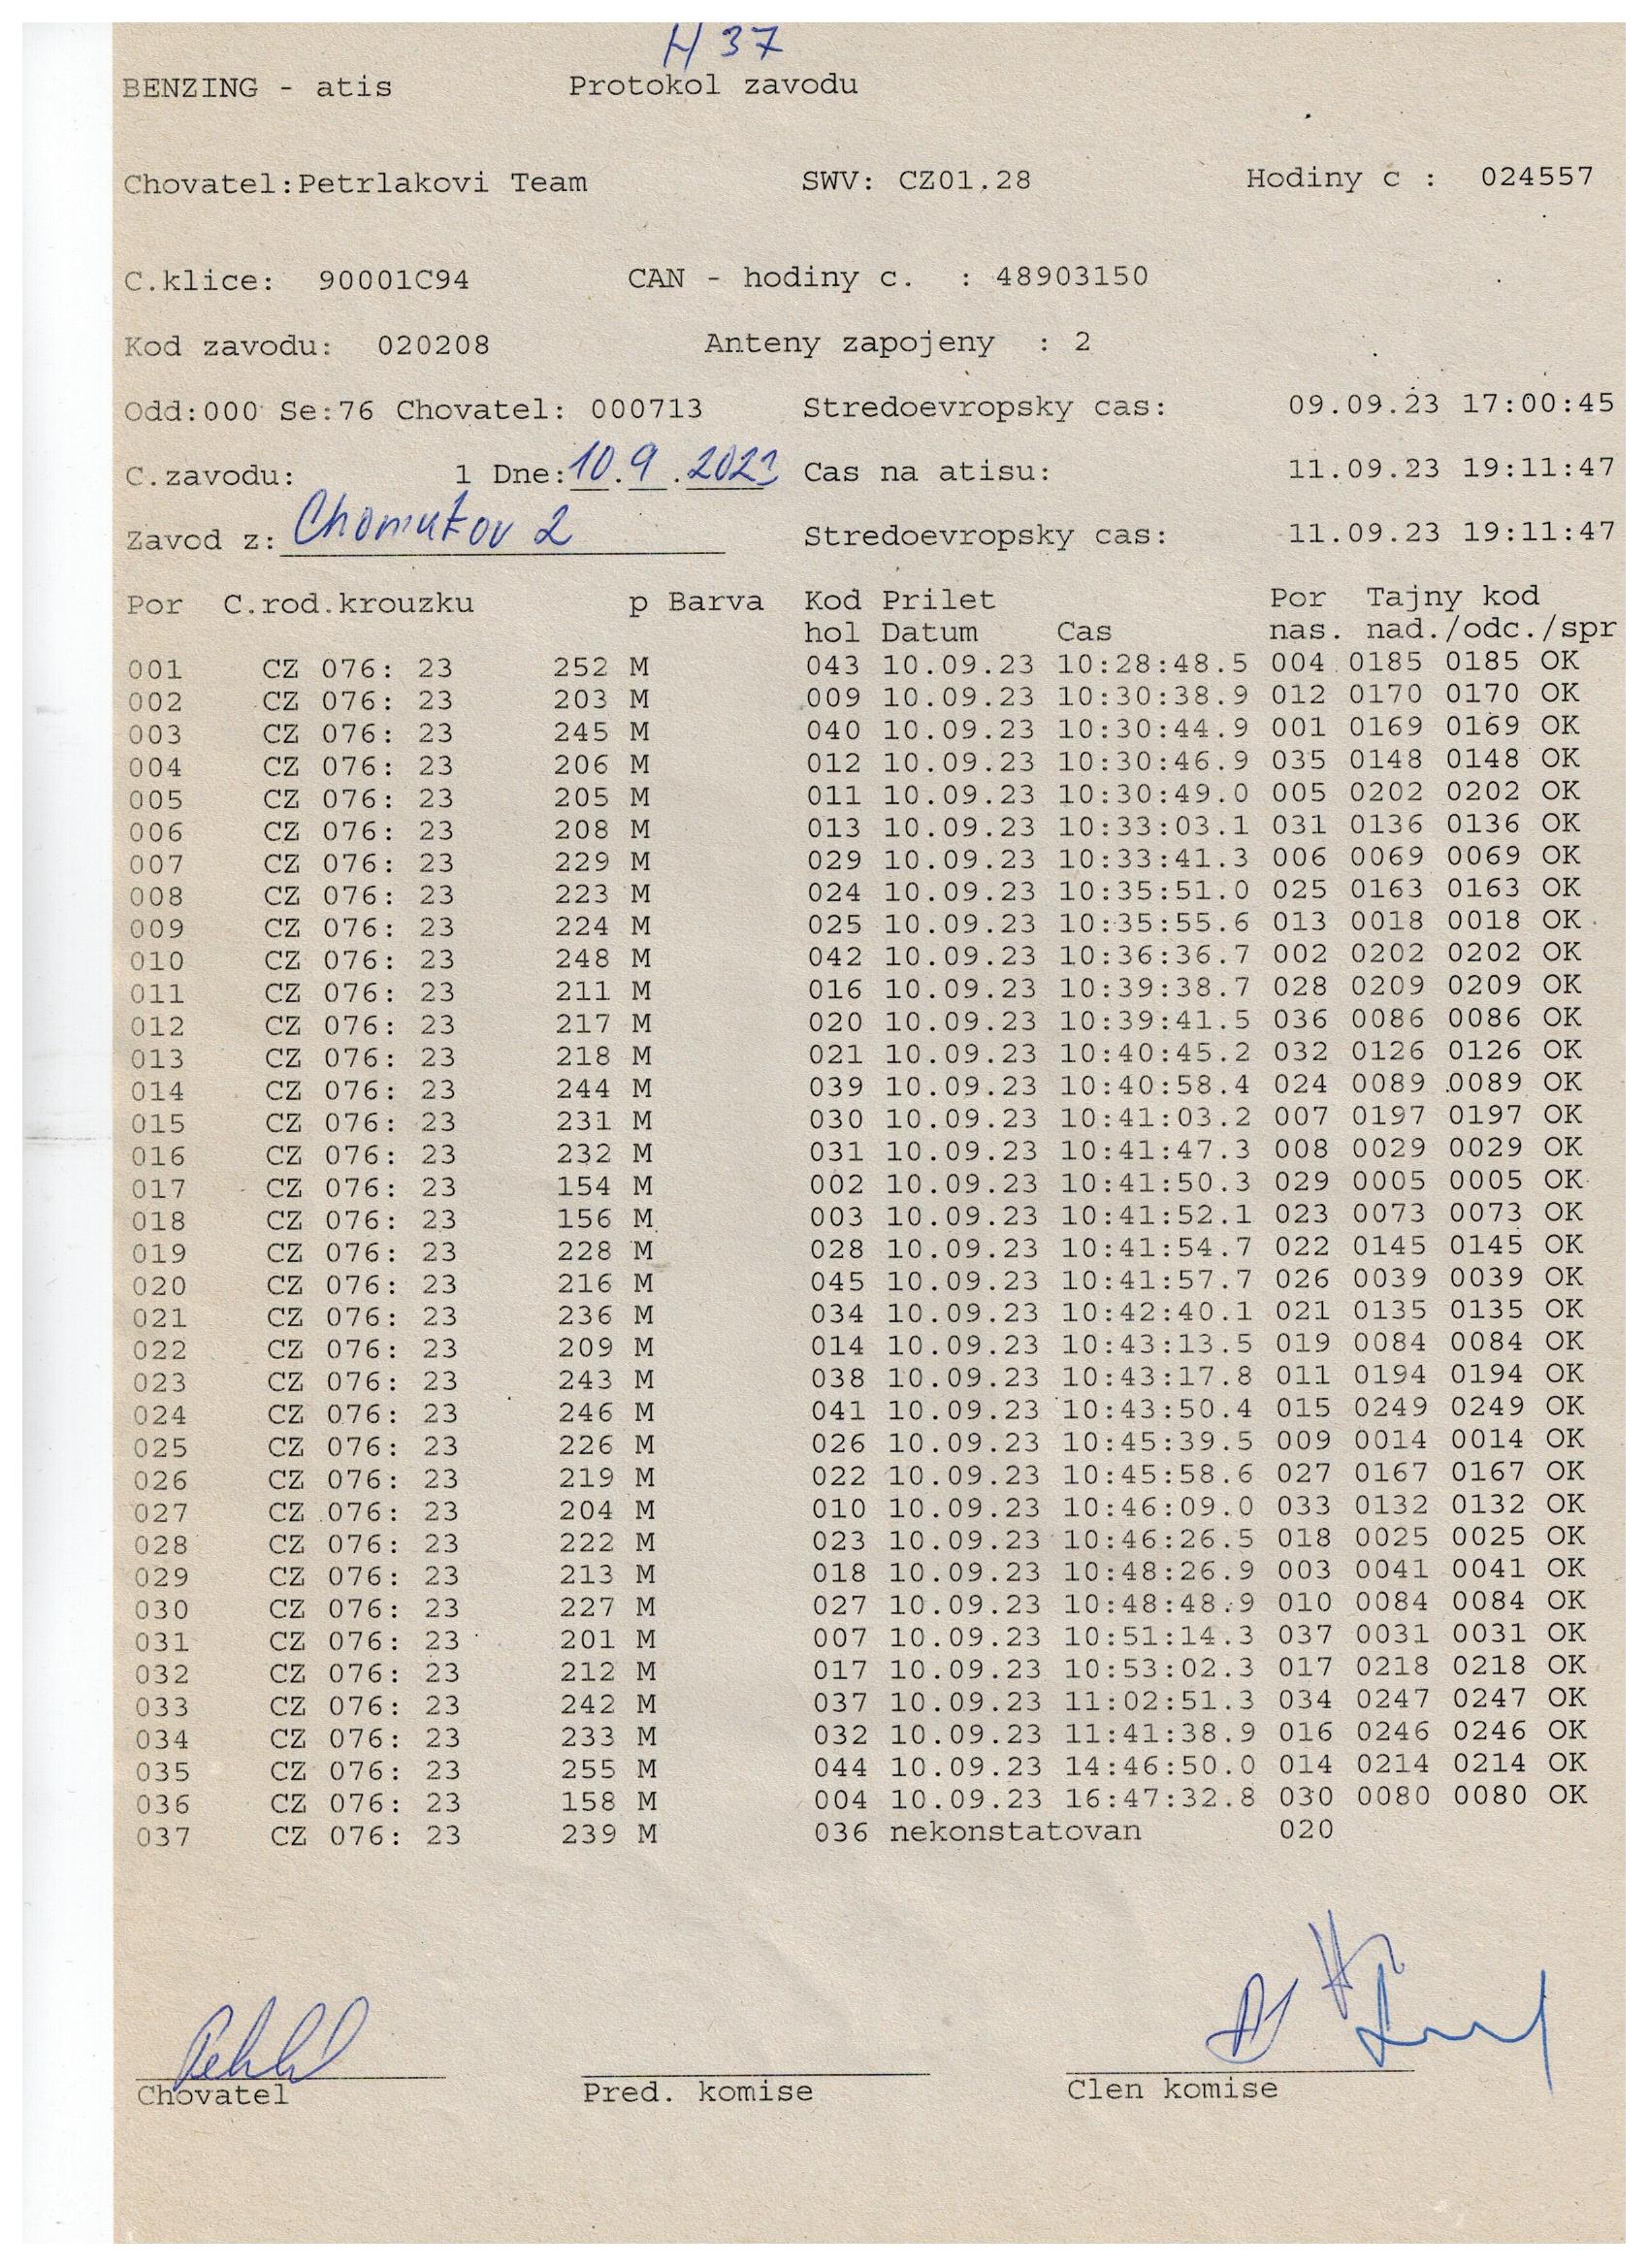 H 37
BENZING - atis Protokol zavodu
Chovatel:Petrlakovi Team SWV: CZ01.28 Hodiny c : 024557
C.klice: 90001C94 CAN - hodiny c. : 48903150
Kod zavodu: 020208 Anteny zapojeny : 2
Odd:000 Se:76 Chovatel: 000713 Stredoevropsky cas: 09.09.23 17:00:45
C.zavodu: 1 Dne:10.9.2023 Cas na atisu: 11.09.23 19:11:47
Zavod z: Chomutov 2 Stredoevropsky cas: 11.09.23 19:11:47
Por C.rod.krouzku p Barva Kod Prilet Por Tajny kod
hol Datum Cas nas. nad./odc./spr
001 CZ 076: 23 252 M 043 10.09.23 10:28:48.5 004 0185 0185 OK
002 CZ 076: 23 203 M 009 10.09.23 10:30:38.9 012 0170 0170 OK
003 CZ 076: 23 245 M 040 10.09.23 10:30:44.9 001 0169 0169 OK
004 CZ 076: 23 206 M 012 10.09.23 10:30:46.9 035 0148 0148 OK
005 CZ 076: 23 205 M 011 10.09.23 10:30:49.0 005 0202 0202 OK
006 CZ 076: 23 208 M 013 10.09.23 10:33:03.1 031 0136 0136 OK
007 CZ 076: 23 229 M 029 10.09.23 10:33:41.3 006 0069 0069 OK
008 CZ 076: 23 223 M 024 10.09.23 10:35:51.0 025 0163 0163 OK
009 CZ 076: 23 224 M 025 10.09.23 10:35:55.6 013 0018 0018 OK
010 CZ 076: 23 248 M 042 10.09.23 10:36:36.7 002 0202 0202 OK
011 CZ 076: 23 211 M 016 10.09.23 10:39:38.7 028 0209 0209 OK
012 CZ 076: 23 217 M 020 10.09.23 10:39:41.5 036 0086 0086 OK
013 CZ 076: 23 218 M 021 10.09.23 10:40:45.2 032 0126 0126 OK
014 CZ 076: 23 244 M 039 10.09.23 10:40:58.4 024 0089 0089 OK
015 CZ 076: 23 231 M 030 10.09.23 10:41:03.2 007 0197 0197 OK
016 CZ 076: 23 232 M 031 10.09.23 10:41:47.3 008 0029 0029 OK
017 CZ 076: 23 154 M 002 10.09.23 10:41:50.3 029 0005 0005 OK
018 CZ 076: 23 156 M 003 10.09.23 10:41:52.1 023 0073 0073 OK
019 CZ 076: 23 228 M 028 10.09.23 10:41:54.7 022 0145 0145 OK
020 CZ 076: 23 216 M 045 10.09.23 10:41:57.7 026 0039 0039 OK
021 CZ 076: 23 236 M 034 10.09.23 10:42:40.1 021 0135 0135 OK
022 CZ 076: 23 209 M 014 10.09.23 10:43:13.5 019 0084 0084 OK
023 CZ 076: 23 243 M 038 10.09.23 10:43:17.8 011 0194 0194 OK
024 CZ 076: 23 246 M 041 10.09.23 10:43:50.4 015 0249 0249 OK
025 CZ 076: 23 226 M 026 10.09.23 10:45:39.5 009 0014 0014 OK
026 CZ 076: 23 219 M 022 10.09.23 10:45:58.6 027 0167 0167 OK
027 CZ 076: 23 204 M 010 10.09.23 10:46:09.0 033 0132 0132 OK
028 CZ 076: 23 222 M 023 10.09.23 10:46:26.5 018 0025 0025 OK
029 CZ 076: 23 213 M 018 10.09.23 10:48:26.9 003 0041 0041 OK
030 CZ 076: 23 227 M 027 10.09.23 10:48:48.9 010 0084 0084 OK
031 CZ 076: 23 201 M 007 10.09.23 10:51:14.3 037 0031 0031 OK
032 CZ 076: 23 212 M 017 10.09.23 10:53:02.3 017 0218 0218 OK
033 CZ 076: 23 242 M 037 10.09.23 11:02:51.3 034 0247 0247 OK
034 CZ 076: 23 233 M 032 10.09.23 11:41:38.9 016 0246 0246 OK
035 CZ 076: 23 255 M 044 10.09.23 14:46:50.0 014 0214 0214 OK
036 CZ 076: 23 158 M 004 10.09.23 16:47:32.8 030 0080 0080 OK
037 CZ 076: 23 239 M 036 nekonstatovan 020
Chovatel Pred. komise Clen komise